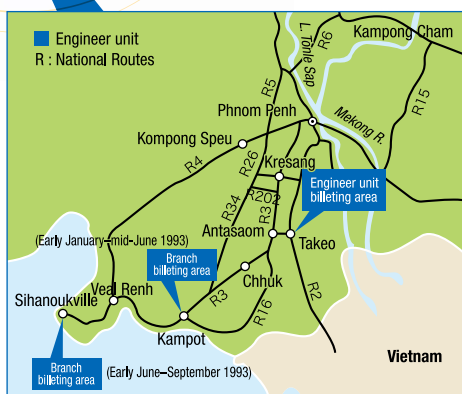 Engineer unit
R : National Routes
Kampong Cham
R6
L. Tonle Sap
R5
R15
Phnom Penh
Mekong R.
Kompong Speu
R4
R26
Kresang
R202
Engineer unit
billeting area
R34
R3
Antasaom
Takeo
(Early January–mid-June 1993)
Branch
billeting area
Chhuk
Veal Renh
R3
R16
R2
Sihanoukville
Kampot
Vietnam
Branch
billeting area
(Early June–September 1993)